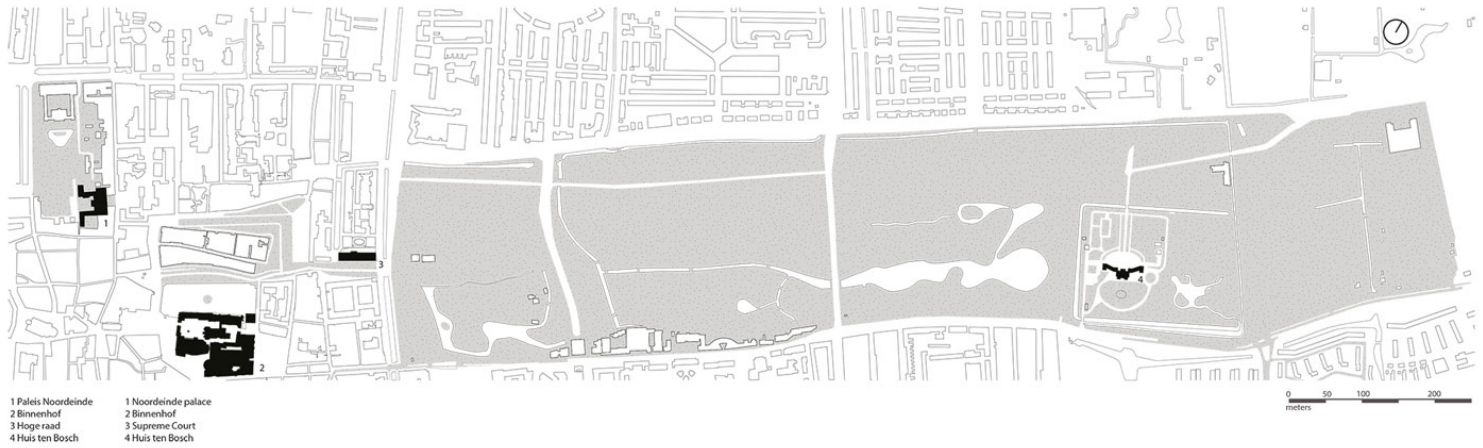 1
2
3
4
1 Paleis Noordeinde
2 Binnenhof
3 Hoge raad
4 Huis ten Bosch
1 Noordeinde palace
2 Binnenhof
3 Supreme Court
4 Huis ten Bosch
0 50 100 200
meters